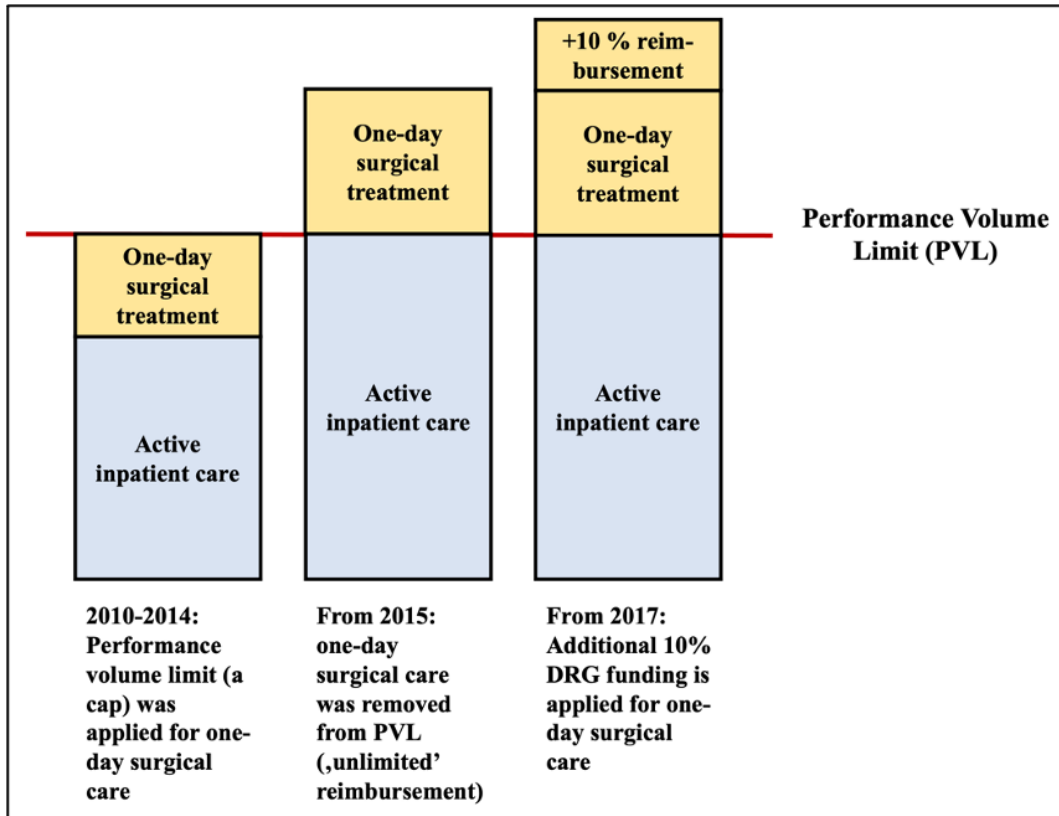 +10 % reim-
bursement
One-day
surgical
treatment
One-day
surgical
treatment
Performance Volume
Limit (PVL)
One-day
surgical
treatment
Active
inpatient care
Active
inpatient care
Active
inpatient care
2010-2014:
Performance
volume limit (a
cap) was
applied for one-
day surgical
care
From 2015:
one-day
surgical care
was removed
from PVL
(‚unlimited’
reimbursement)
From 2017:
Additional 10%
DRG funding is
applied for one-
day surgical
care